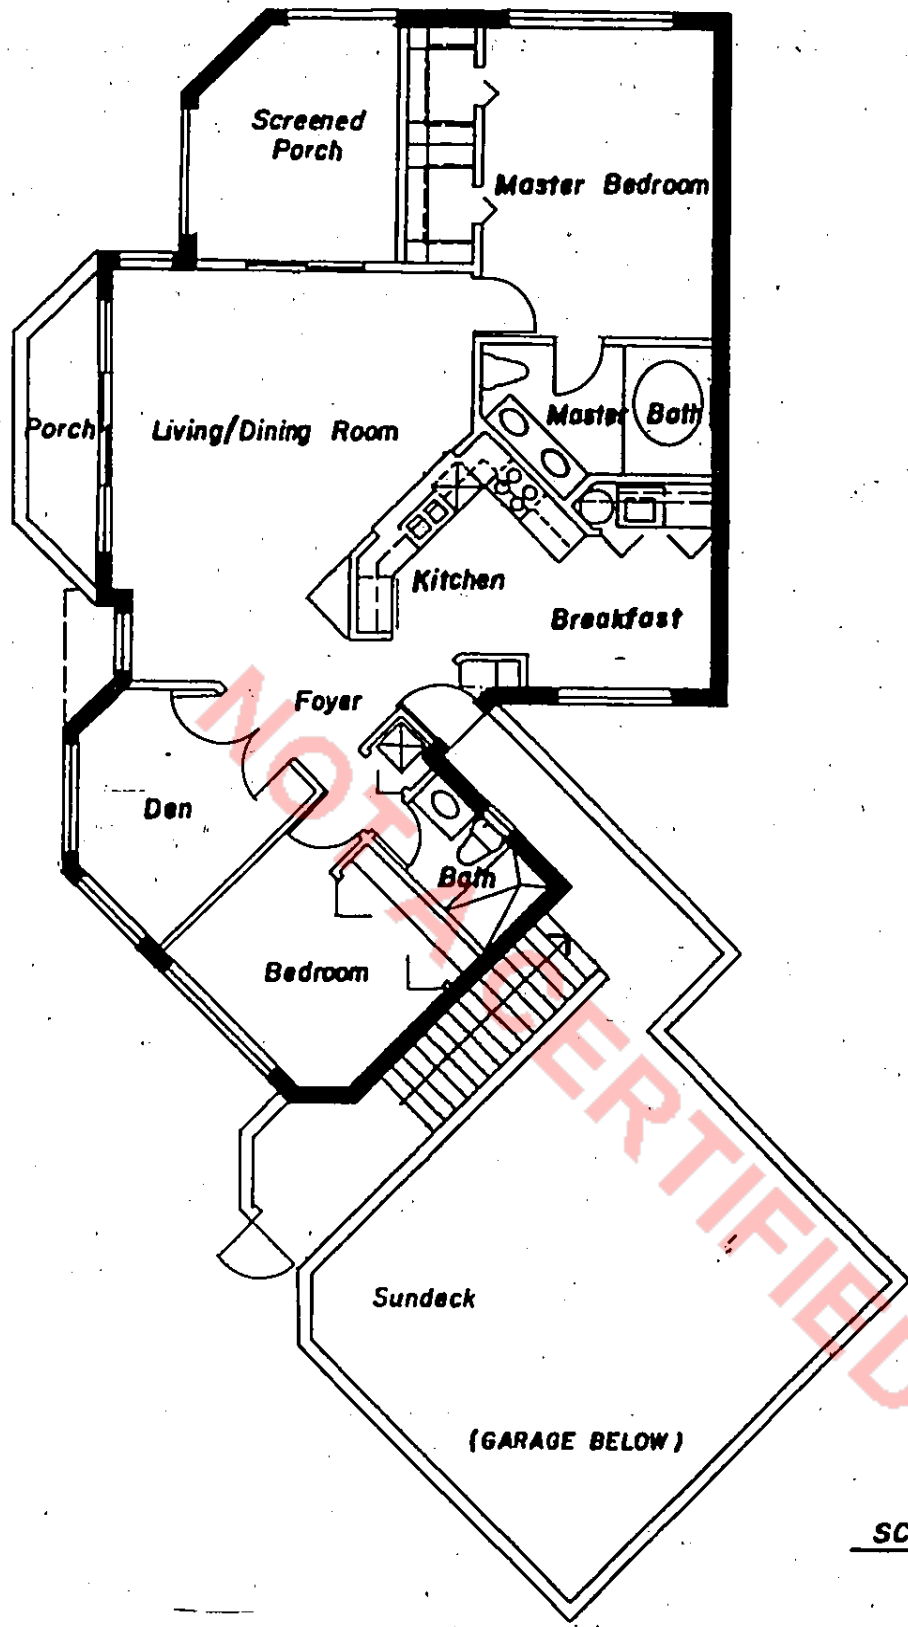 Screened
Porch
Master Bedroom
Porch
Living/Dining Room
Master Bath
Kitchen
Breakfast
Foyer
Den
Bath
Bedroom
NOT A CERTIFIED
Sundeck
(GARAGE BELOW)
SC